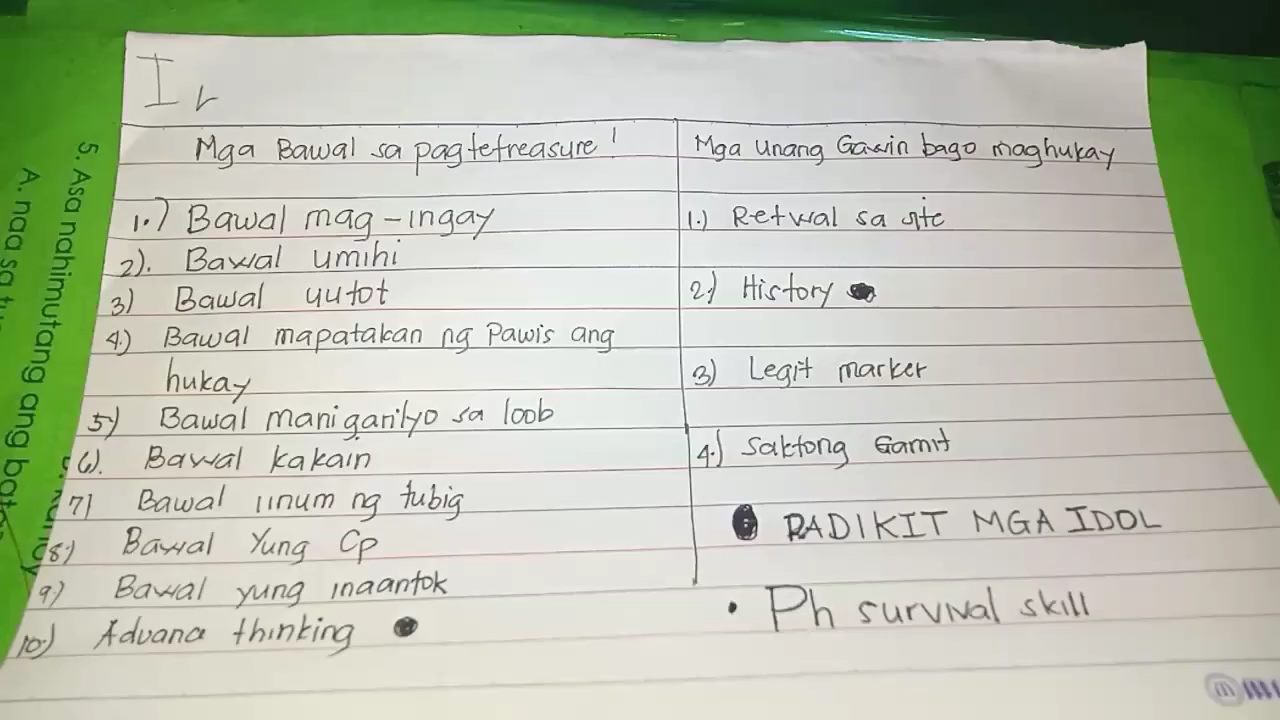 I
Mga Bawal sa pagtetreasure!
1.) Bawal mag-ingay
2). Bawal umihi
3) Bawal uutot
4.) Bawal mapatakan ng Pawis ang
hukay
5) Bawal manigarilyo sa loob
6). Bawal kakain
7) Bawal iinum ng tubig
8) Bawal Yung Cp
9) Bawal yung inaantok
10) Advana thinking
Mga Unang Gawin bago maghukay
1.) Retwal sa site
2) History
3) Legit marker
4.) Saktong Gamit
PADIKIT MGA IDOL
• Ph survival skill
5. Asa nahimutang ang
A. naa sa